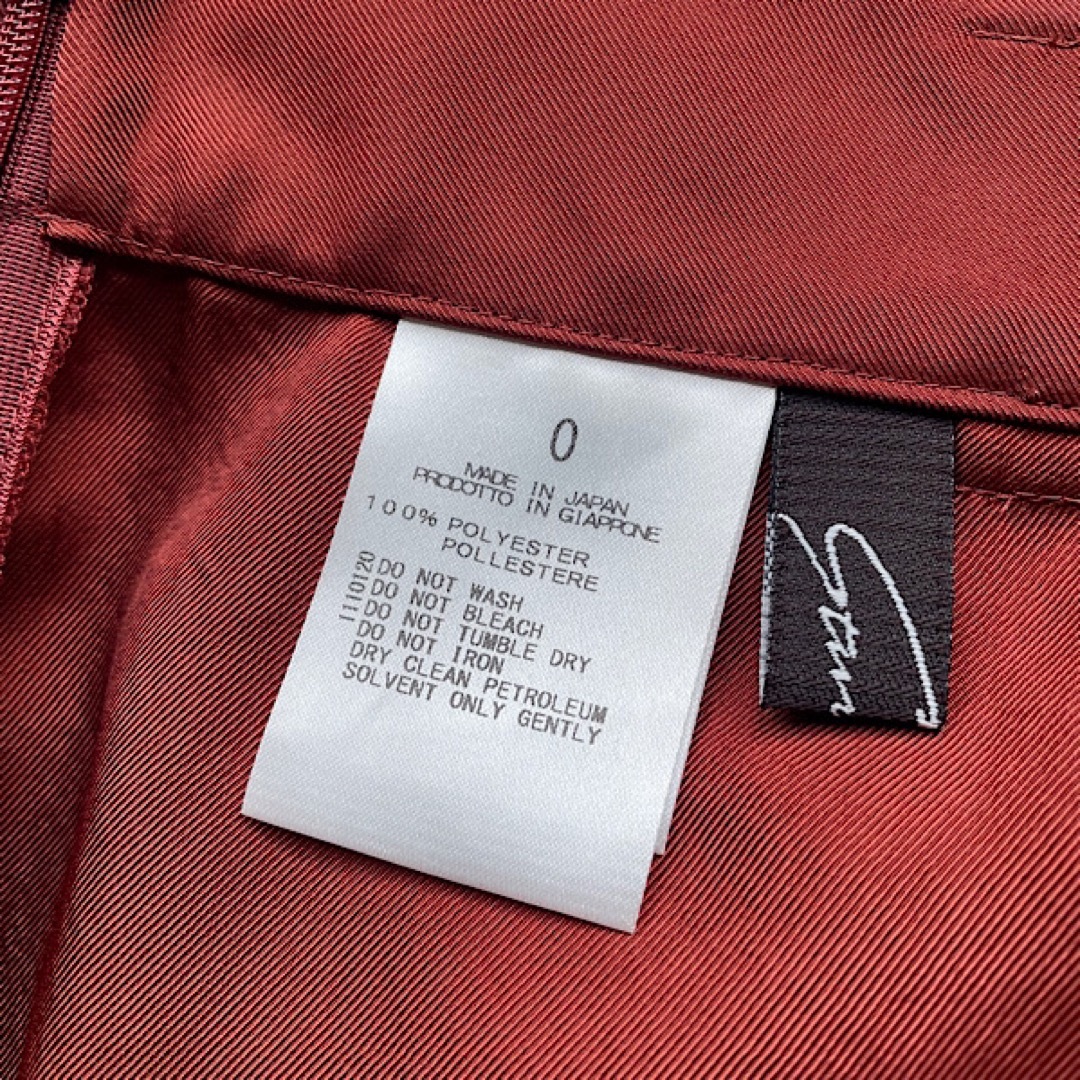 0
MADE IN JAPAN
PRODOTTO IN GIAPPONE
100% POLYESTER
POLLESTERE
DO NOT WASH
DO NOT BLEACH
DO NOT TUMBLE DRY
DO NOT IRON
DRY CLEAN PETROLEUM
SOLVENT ONLY GENTLY
1110120